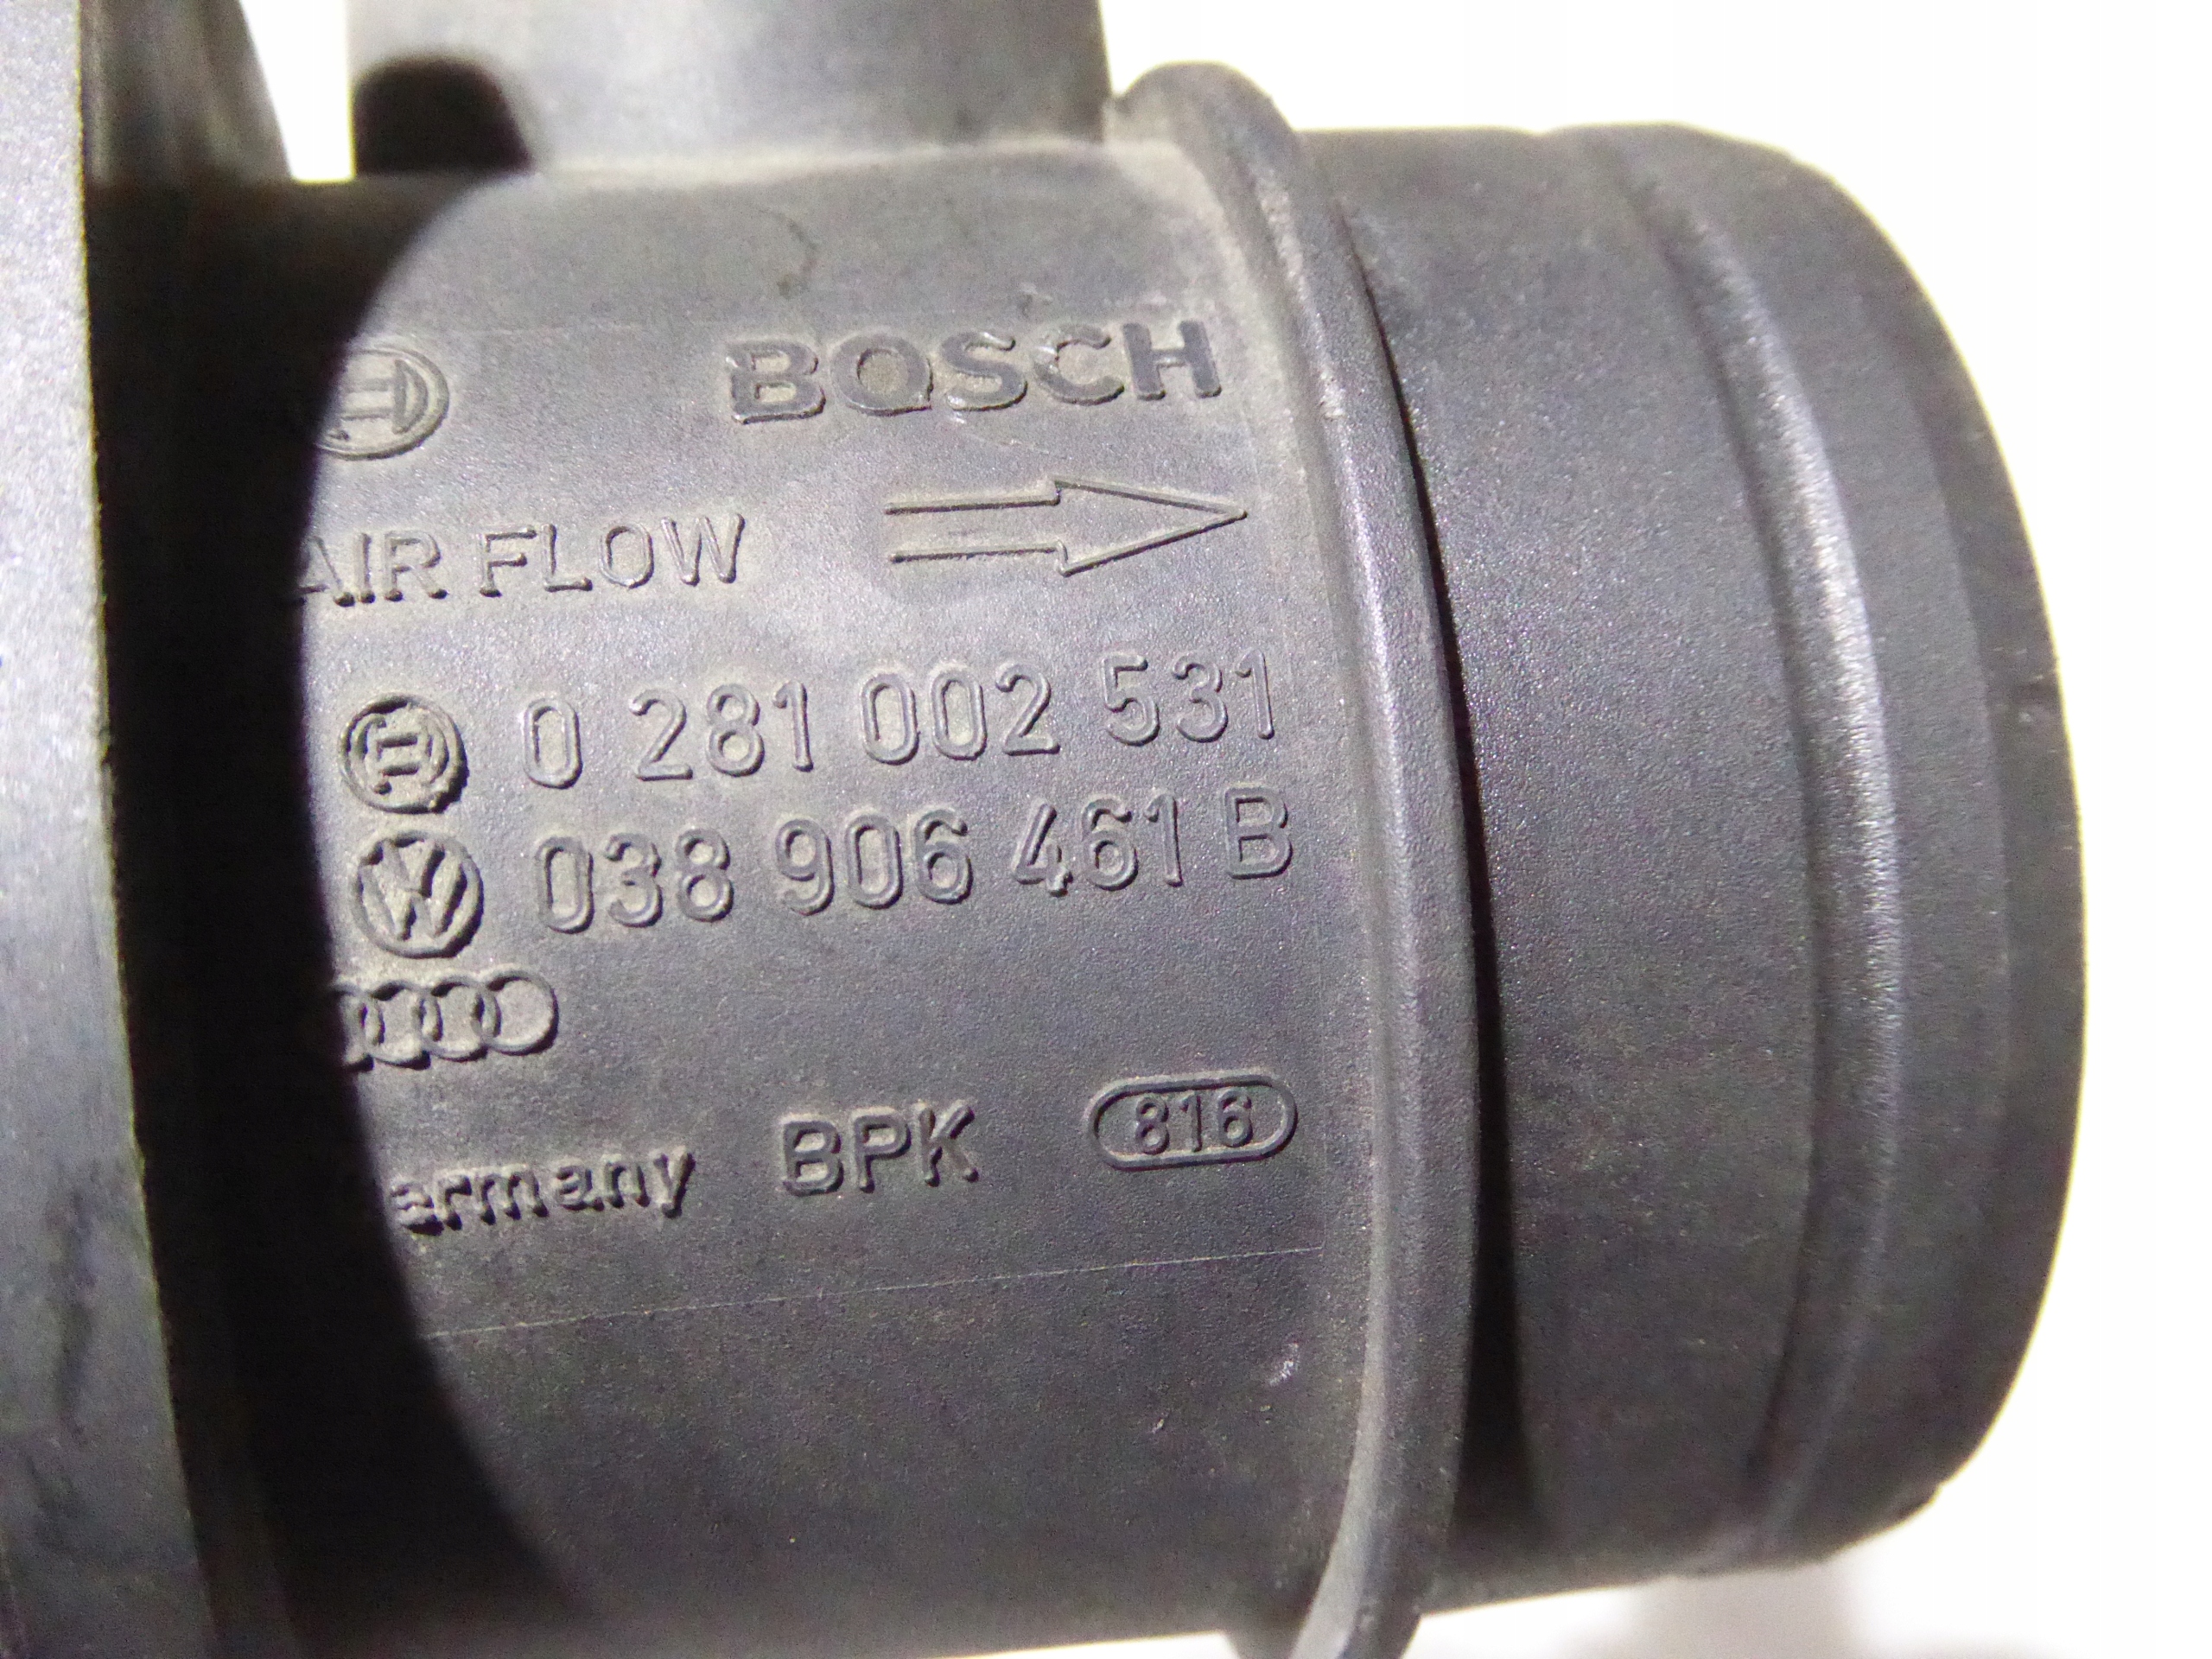 BOSCH
AIR FLOW
0 281 002 531
038 906 461 B
ermany BPK 816